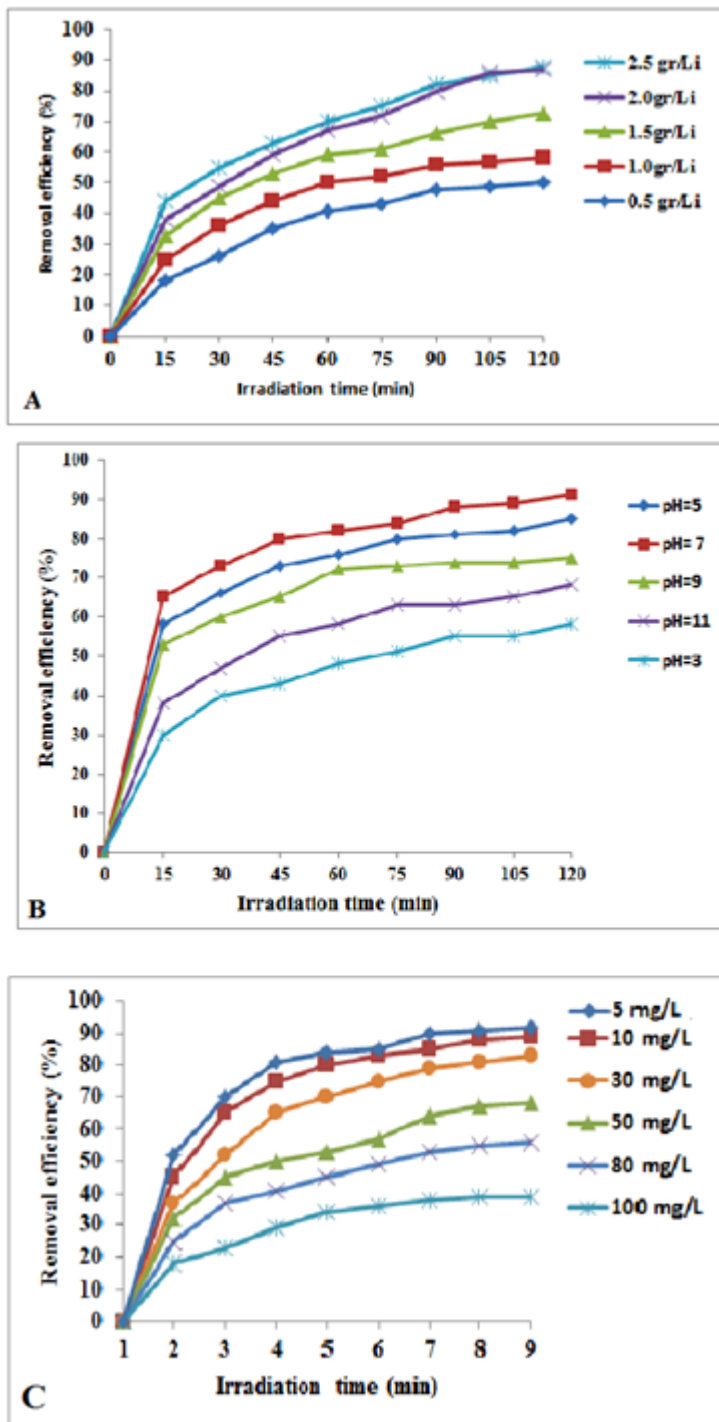 100
90
80
70
60
50
40
30
20
10
0
Removal efficiency (%)
0 15 30 45 60 75 90 105 120
Irradiation time (min)
2.5 gr/Li
2.0gr/Li
1.5gr/Li
1.0gr/Li
0.5 gr/Li
A
100
90
80
70
60
50
40
30
20
10
0
Removal efficiency (%)
0 15 30 45 60 75 90 105 120
Irradiation time (min)
pH=5
pH= 7
pH=9
pH=11
pH=3
B
100
90
80
70
60
50
40
30
20
10
0
Removal efficiency (%)
1 2 3 4 5 6 7 8 9
Irradiation time (min)
5 mg/L
10 mg/L
30 mg/L
50 mg/L
80 mg/L
100 mg/L
C